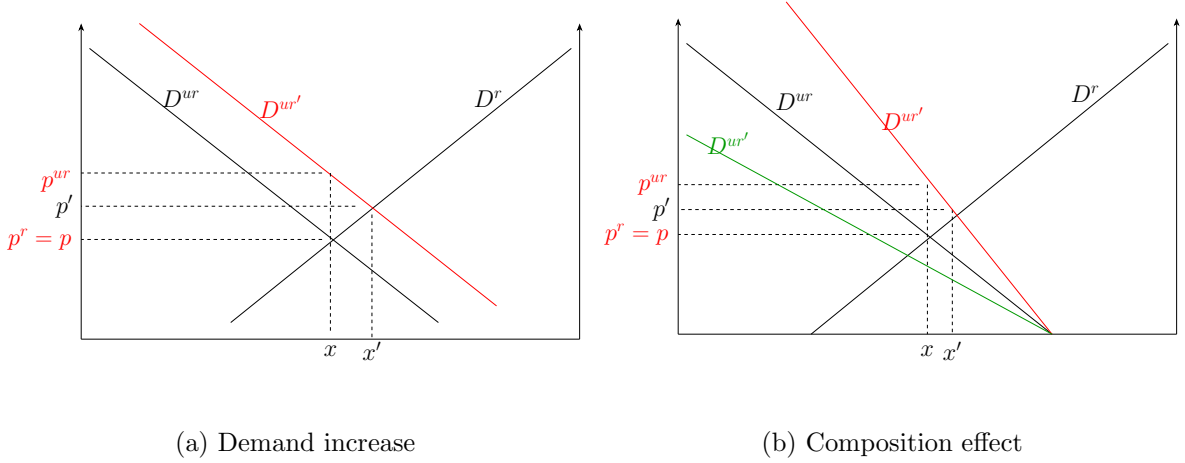 D^{ur}
D^{ur'}
D^r
p^{ur}
p'
p^r = p
x
x'
(a) Demand increase
D^{ur}
D^{ur'}
D^r
D^{ur'}
p^{ur}
p'
p^r = p
x
x'
(b) Composition effect